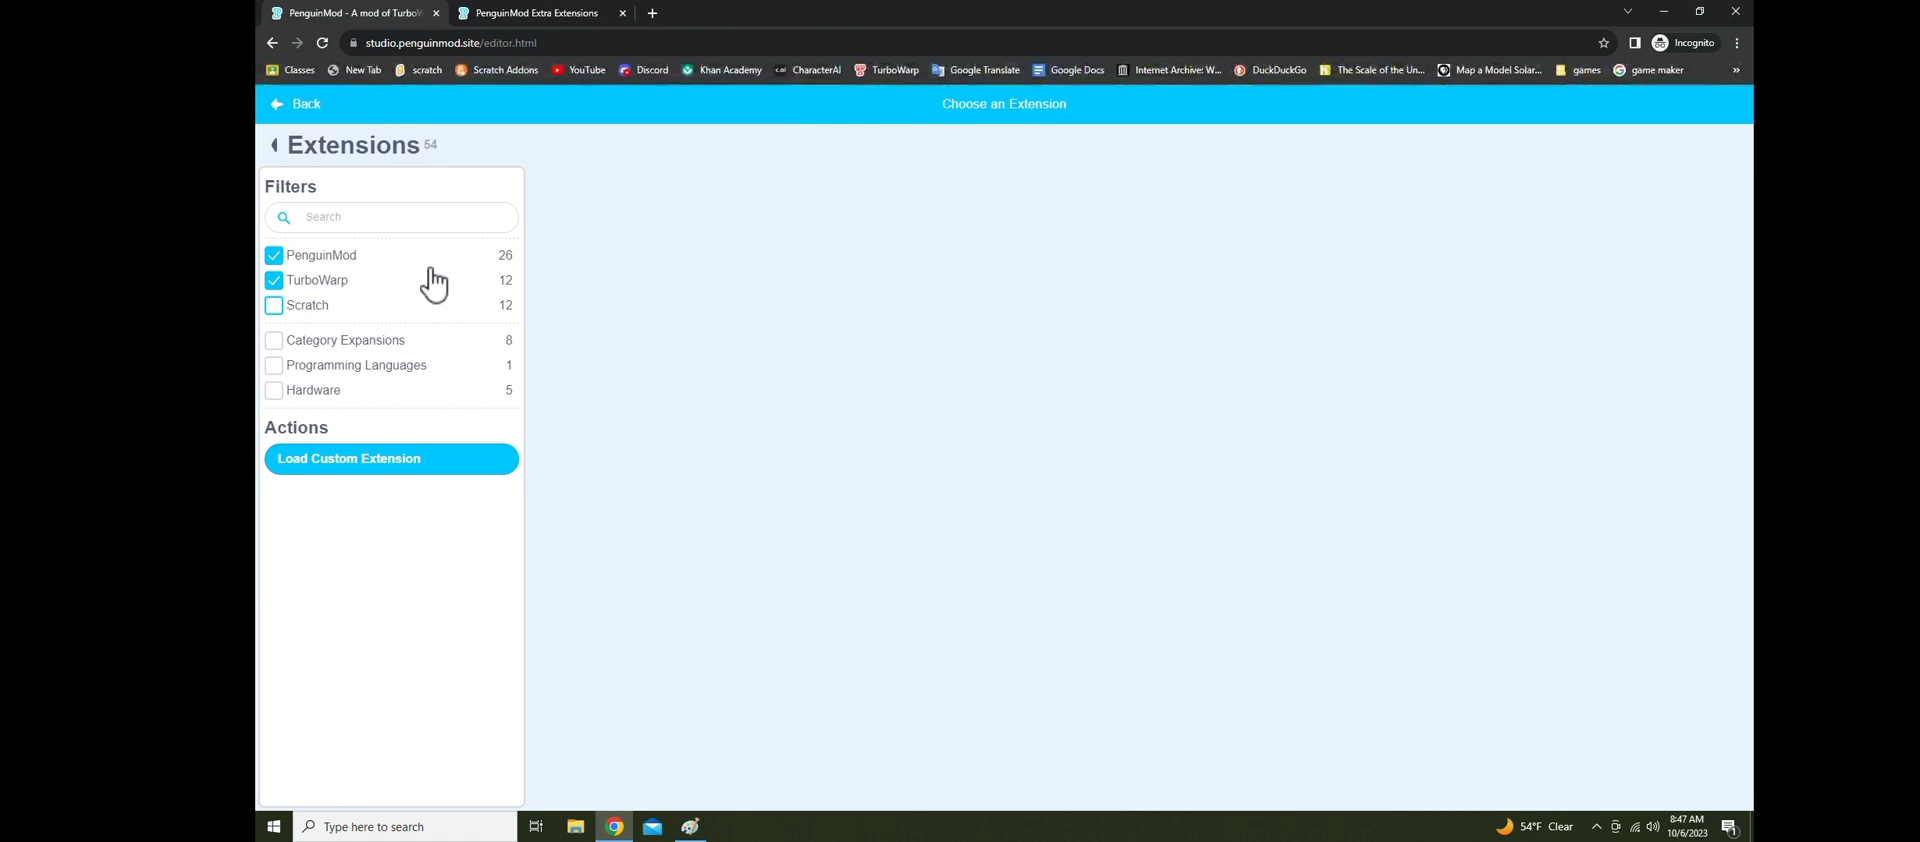 PenguinMod - A mod of TurboW
PenguinMod Extra Extensions
studio.penguinmod.site/editor.html
Incognito
Classes
New Tab
scratch
Scratch Addons
YouTube
Discord
Khan Academy
c.ai
CharacterAI
TurboWarp
Google Translate
Google Docs
Internet Archive: W...
DuckDuckGo
The Scale of the Un...
Map a Model Solar...
games
game maker
»
Back
Choose an Extension
Extensions 54
Filters
Search
PenguinMod 26
TurboWarp 12
Scratch 12
Category Expansions 8
Programming Languages 1
Hardware 5
Actions
Load Custom Extension
Type here to search
54°F Clear
8:47 AM
10/6/2023
1